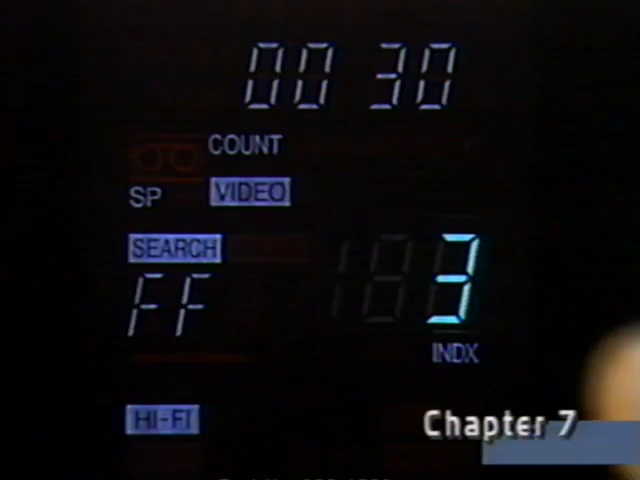 00 30
COUNT
SP VIDEO
SEARCH
FF 3
INDX
HI-FI
Chapter 7